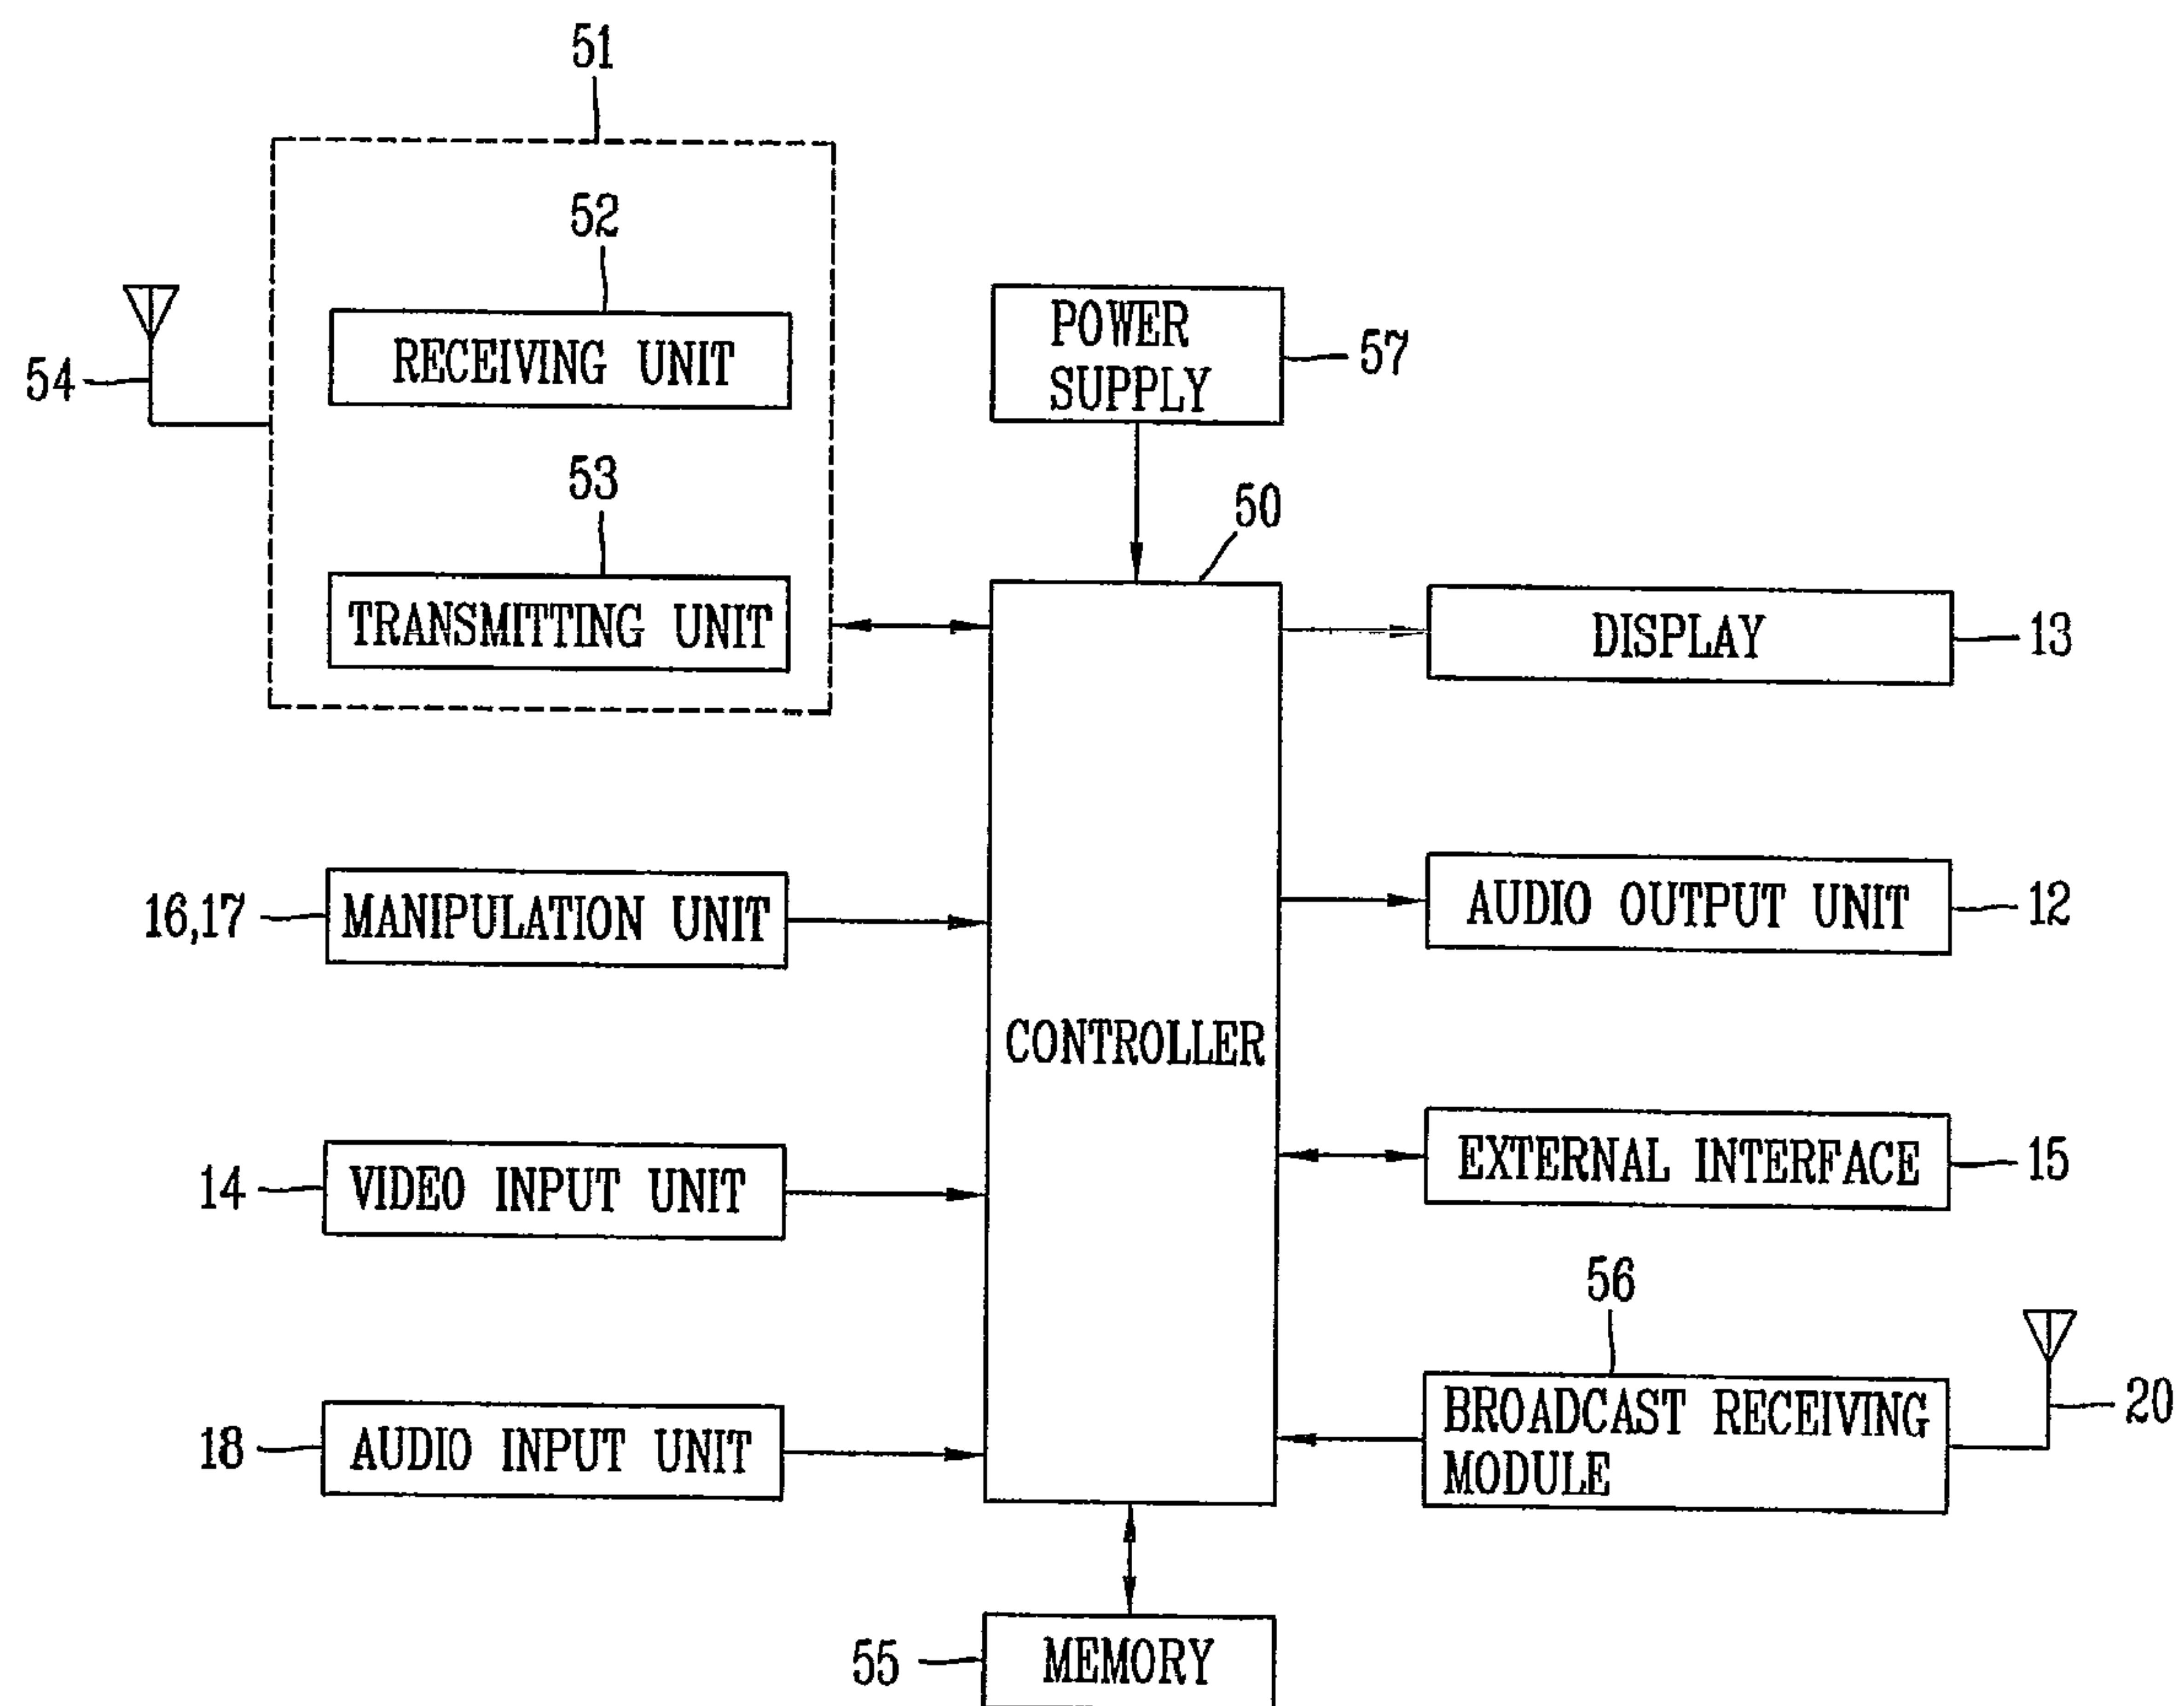 51
52
RECEIVING UNIT
54
53
TRANSMITTING UNIT
POWER
SUPPLY
57
50
CONTROLLER
DISPLAY
13
16,17
MANIPULATION UNIT
AUDIO OUTPUT UNIT
12
14
VIDEO INPUT UNIT
EXTERNAL INTERFACE
15
18
AUDIO INPUT UNIT
56
BROADCAST RECEIVING
MODULE
20
55
MEMORY